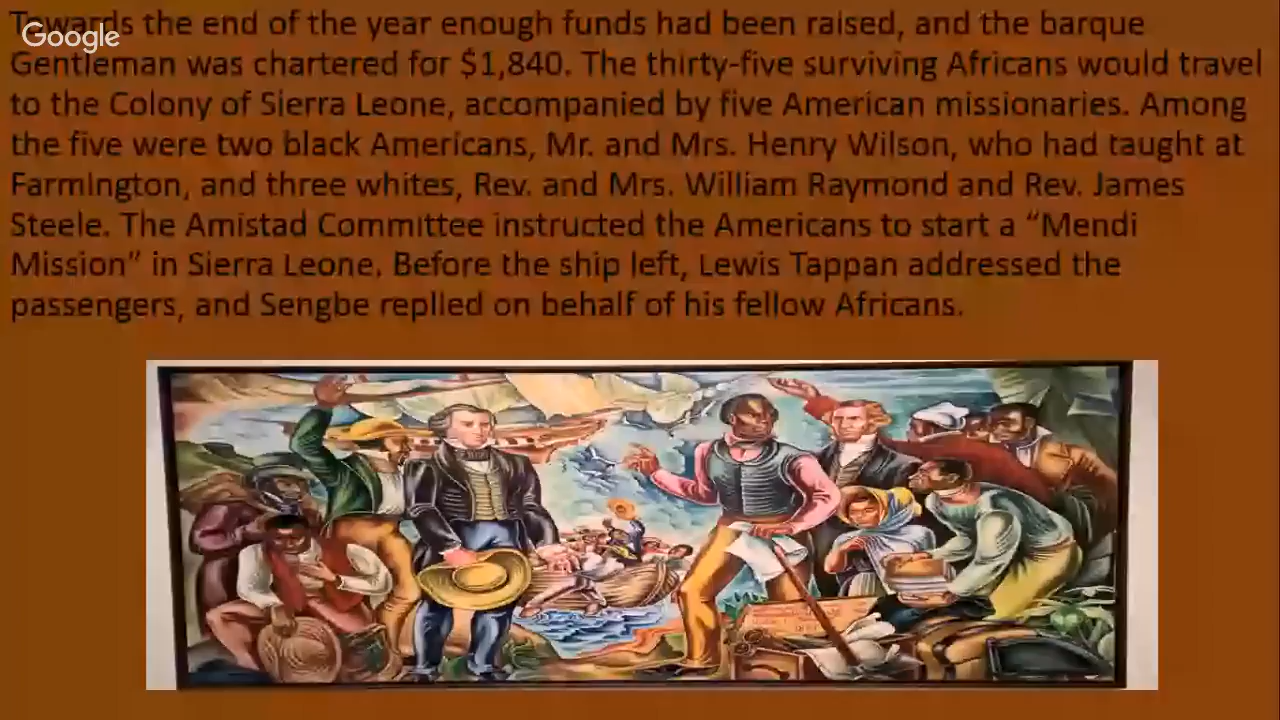 Google
Towards the end of the year enough funds had been raised, and the barque
Gentleman was chartered for $1,840. The thirty-five surviving Africans would travel
to the Colony of Sierra Leone, accompanied by five American missionaries. Among
the five were two black Americans, Mr. and Mrs. Henry Wilson, who had taught at
Farmington, and three whites, Rev. and Mrs. William Raymond and Rev. James
Steele. The Amistad Committee instructed the Americans to start a “Mendi
Mission” in Sierra Leone. Before the ship left, Lewis Tappan addressed the
passengers, and Sengbe replied on behalf of his fellow Africans.